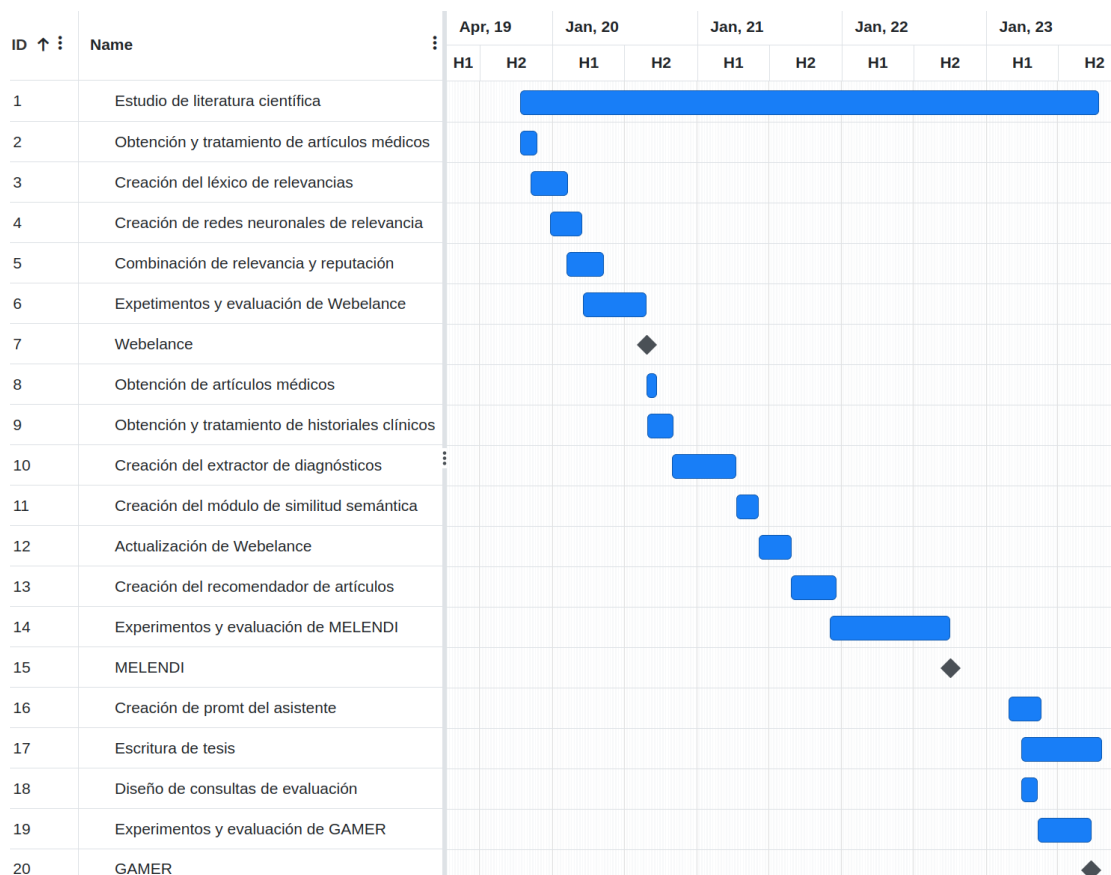 Apr, 19 Jan, 20 Jan, 21 Jan, 22 Jan, 23
ID Name
H1 H2 H1 H2 H1 H2 H1 H2 H1 H2
1 Estudio de literatura científica
2 Obtención y tratamiento de artículos médicos
3 Creación del léxico de relevancias
4 Creación de redes neuronales de relevancia
5 Combinación de relevancia y reputación
6 Expetimentos y evaluación de Webelance
7 Webelance
8 Obtención de artículos médicos
9 Obtención y tratamiento de historiales clínicos
10 Creación del extractor de diagnósticos
11 Creación del módulo de similitud semántica
12 Actualización de Webelance
13 Creación del recomendador de artículos
14 Experimentos y evaluación de MELENDI
15 MELENDI
16 Creación de promt del asistente
17 Escritura de tesis
18 Diseño de consultas de evaluación
19 Experimentos y evaluación de GAMER
20 GAMER